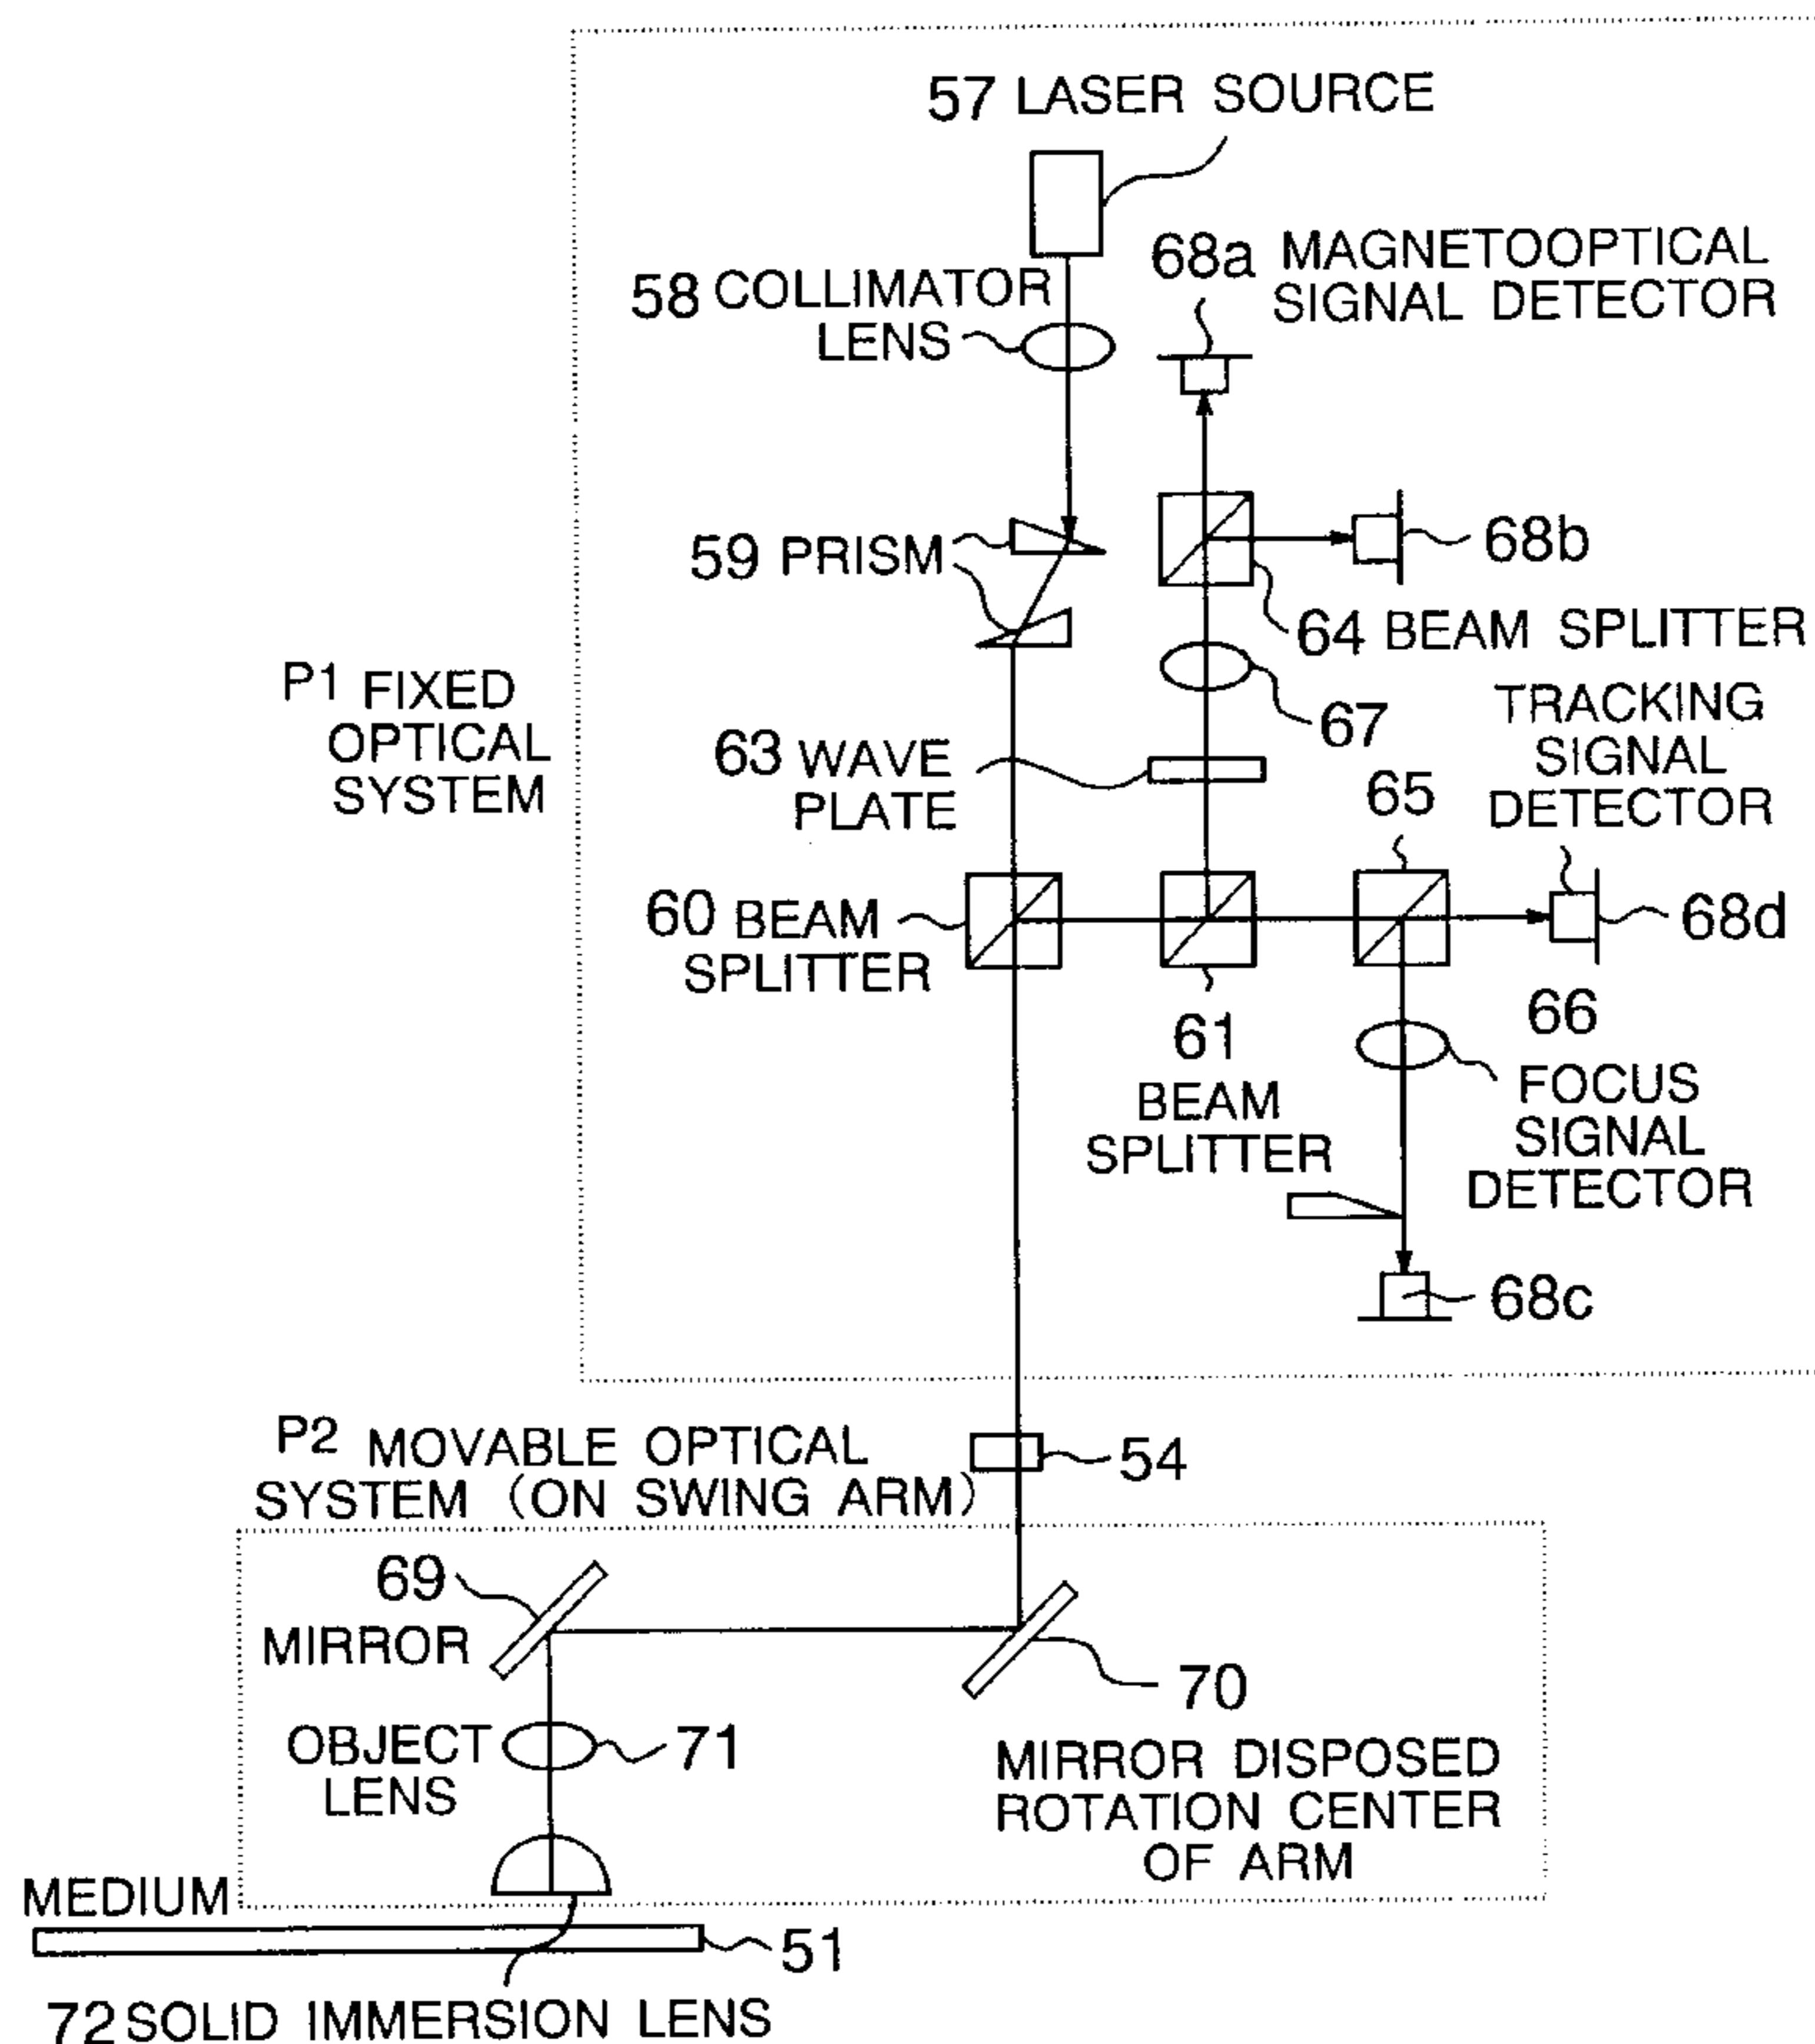 57 LASER SOURCE
68a MAGNETOOPTICAL
SIGNAL DETECTOR
58 COLLIMATOR
LENS
59 PRISM
68b
64 BEAM SPLITTER
P1 FIXED
OPTICAL
SYSTEM
67
TRACKING
SIGNAL
DETECTOR
63 WAVE
PLATE
65
60 BEAM
SPLITTER
68d
61
BEAM
SPLITTER
66
FOCUS
SIGNAL
DETECTOR
68c
P2 MOVABLE OPTICAL
SYSTEM (ON SWING ARM)
54
69
MIRROR
70
MIRROR DISPOSED
ROTATION CENTER
OF ARM
OBJECT
LENS
71
MEDIUM
51
72 SOLID IMMERSION LENS